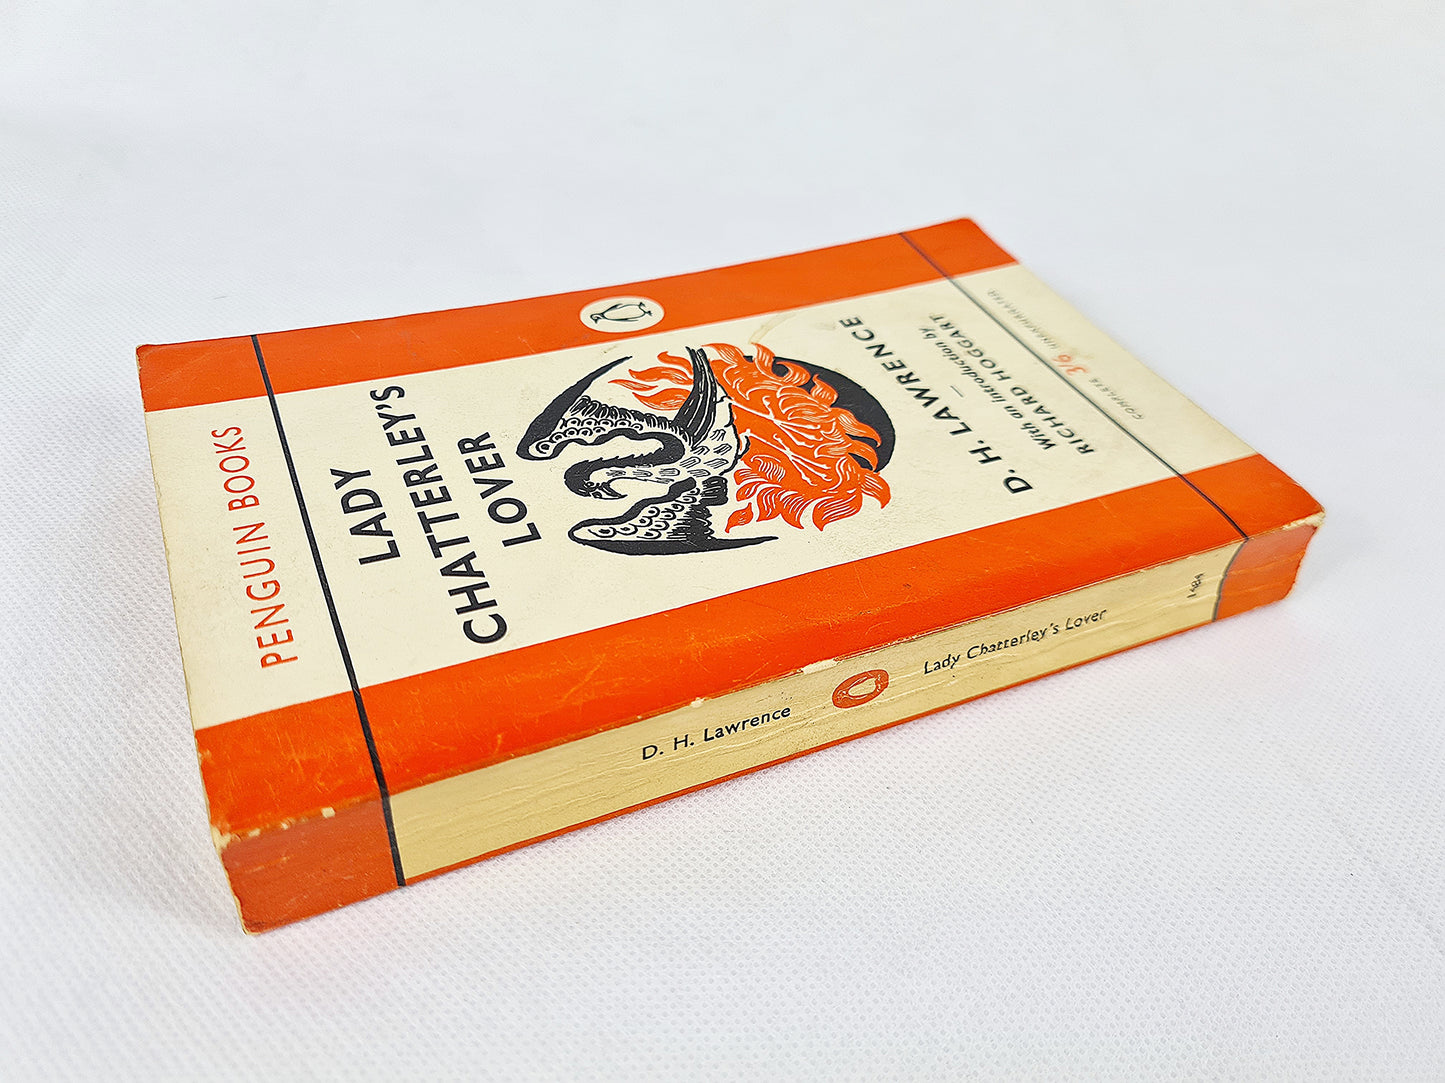 PENGUIN BOOKS
LADY
CHATTERLEY'S
LOVER
D. H. LAWRENCE
With an Introduction by
RICHARD HOGGART
COMPLETE 3/6 UNEXPURGATED
D. H. Lawrence
Lady Chatterley's Lover
1484